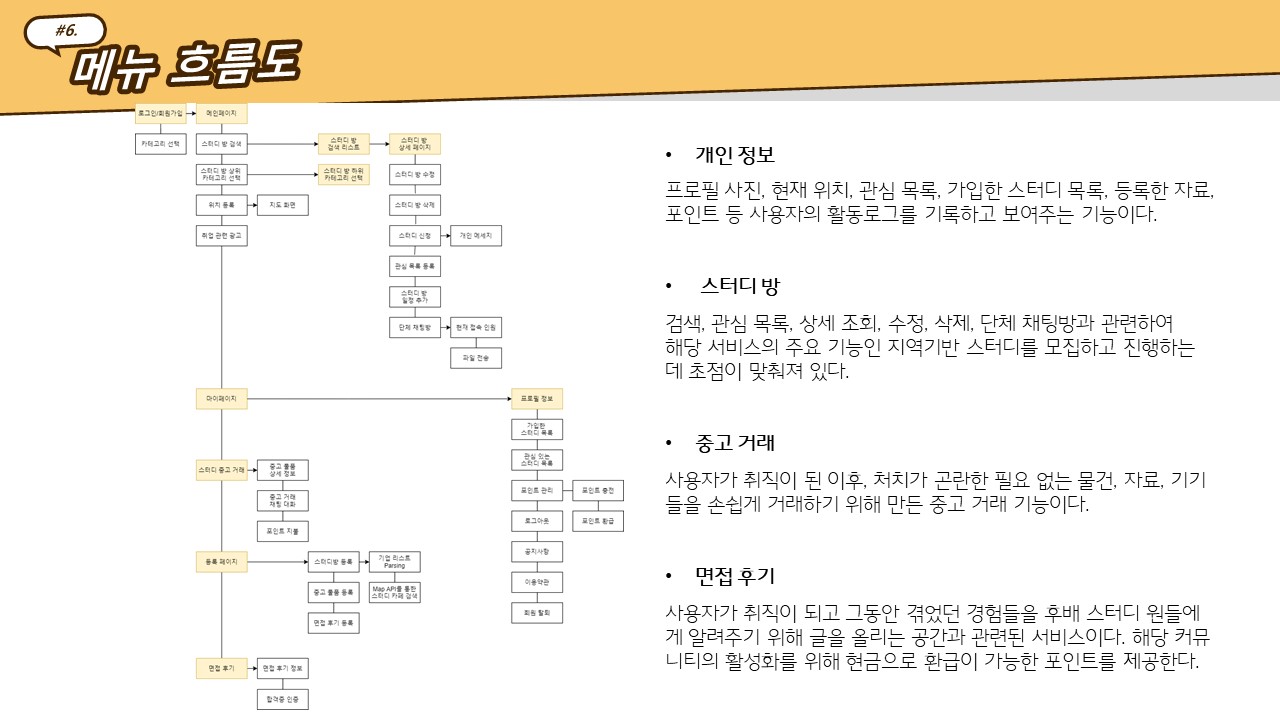 #6.
메뉴 흐름도
로그인/회원가입
메인페이지
카테고리 선택
스터디 방 검색
스터디 방
검색 리스트
스터디 방
상세 페이지
스터디 방 상위
카테고리 선택
스터디 방 하위
카테고리 선택
스터디 방 수정
위치 등록
지도 화면
스터디 방 삭제
취업 관련 광고
스터디 신청
개인 메세지
관심 목록 등록
스터디 방
일정 추가
단체 채팅방
현재 접속 인원
파일 전송
마이페이지
프로필 정보
가입한
스터디 목록
관심 있는
스터디 목록
포인트 관리
포인트 충전
로그아웃
포인트 환급
공지사항
이용약관
회원 탈퇴
스터디 중고 거래
중고 물품
상세 정보
중고 거래
채팅 대화
포인트 지불
등록 페이지
스터디방 등록
기업 리스트
Parsing
중고 물품 등록
Map API를 통한
스터디 카페 검색
면접 후기 등록
면접 후기
면접 후기 정보
합격증 인증
• 개인 정보
프로필 사진, 현재 위치, 관심 목록, 가입한 스터디 목록, 등록한 자료,
포인트 등 사용자의 활동로그를 기록하고 보여주는 기능이다.
• 스터디 방
검색, 관심 목록, 상세 조회, 수정, 삭제, 단체 채팅방과 관련하여
해당 서비스의 주요 기능인 지역기반 스터디를 모집하고 진행하는
데 초점이 맞춰져 있다.
• 중고 거래
사용자가 취직이 된 이후, 처치가 곤란한 필요 없는 물건, 자료, 기기
들을 손쉽게 거래하기 위해 만든 중고 거래 기능이다.
• 면접 후기
사용자가 취직이 되고 그동안 겪었던 경험들을 후배 스터디 원들에
게 알려주기 위해 글을 올리는 공간과 관련된 서비스이다. 해당 커뮤
니티의 활성화를 위해 현금으로 환급이 가능한 포인트를 제공한다.